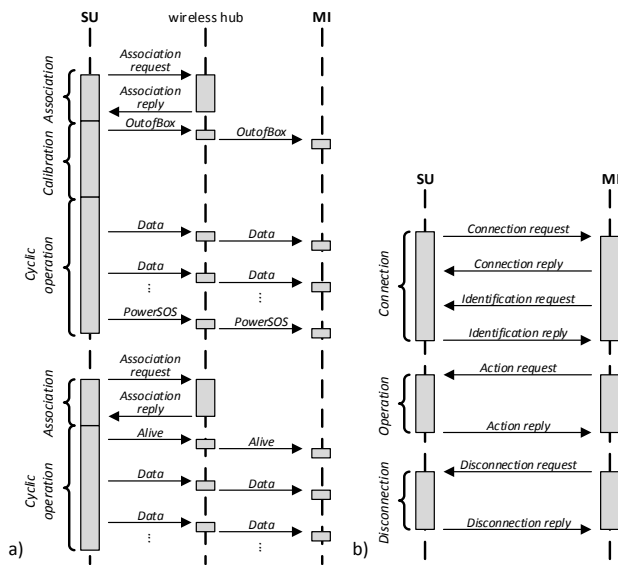 SU
wireless hub
MI
Association
Association
request
Association
reply
Calibration
OutofBox
OutofBox
Cyclic
operation
Data
Data
Data
Data
...
...
PowerSOS
PowerSOS
Association
Association
request
Association
reply
Cyclic
operation
Alive
Alive
Data
Data
Data
Data
...
...
a)
SU
MI
Connection
Connection request
Connection reply
Identification request
Identification reply
Operation
Action request
Action reply
Disconnection
Disconnection request
Disconnection reply
b)